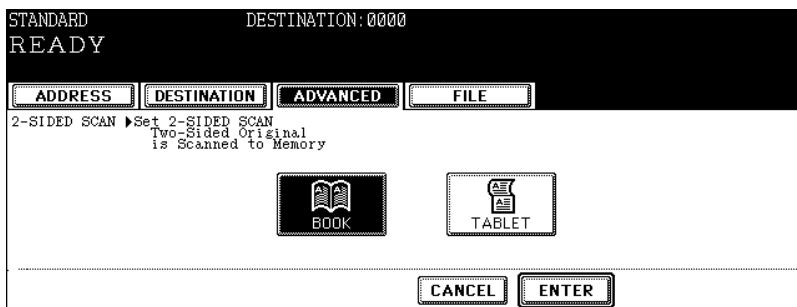 STANDARD DESTINATION:0000
READY
ADDRESS DESTINATION ADVANCED FILE
2-SIDED SCAN ▶Set 2-SIDED SCAN
Two-Sided Original
is Scanned to Memory
BOOK TABLET
CANCEL ENTER